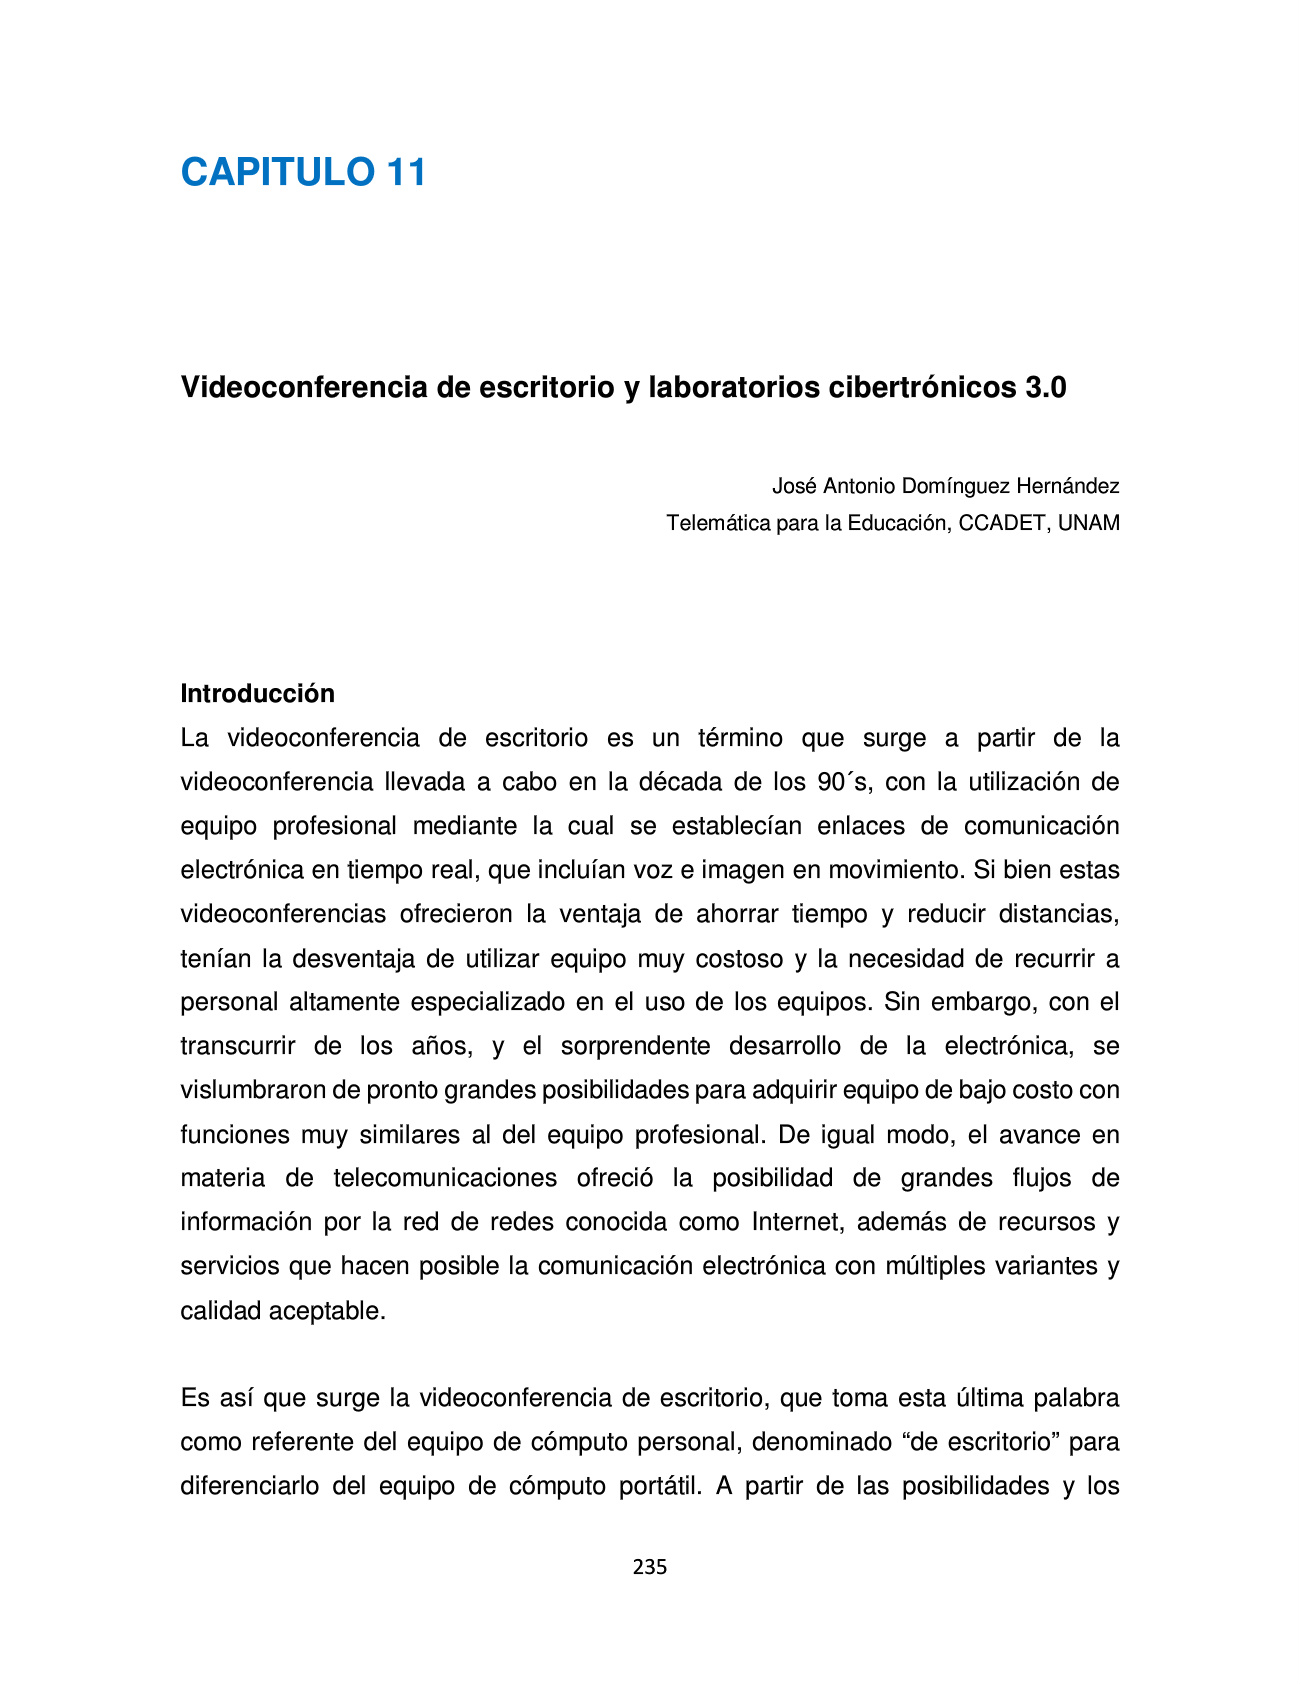 CAPITULO 11
Videoconferencia de escritorio y laboratorios cibertrónicos 3.0
José Antonio Domínguez Hernández
Telemática para la Educación, CCADET, UNAM
Introducción
La videoconferencia de escritorio es un término que surge a partir de la
videoconferencia llevada a cabo en la década de los 90´s, con la utilización de
equipo profesional mediante la cual se establecían enlaces de comunicación
electrónica en tiempo real, que incluían voz e imagen en movimiento. Si bien estas
videoconferencias ofrecieron la ventaja de ahorrar tiempo y reducir distancias,
tenían la desventaja de utilizar equipo muy costoso y la necesidad de recurrir a
personal altamente especializado en el uso de los equipos. Sin embargo, con el
transcurrir de los años, y el sorprendente desarrollo de la electrónica, se
vislumbraron de pronto grandes posibilidades para adquirir equipo de bajo costo con
funciones muy similares al del equipo profesional. De igual modo, el avance en
materia de telecomunicaciones ofreció la posibilidad de grandes flujos de
información por la red de redes conocida como Internet, además de recursos y
servicios que hacen posible la comunicación electrónica con múltiples variantes y
calidad aceptable.
Es así que surge la videoconferencia de escritorio, que toma esta última palabra
como referente del equipo de cómputo personal, denominado “de escritorio” para
diferenciarlo del equipo de cómputo portátil. A partir de las posibilidades y los
235